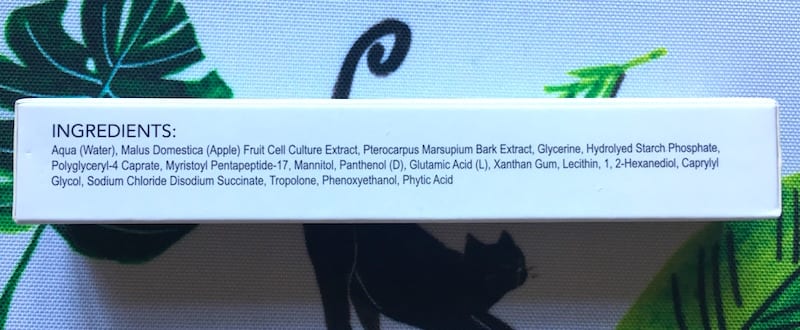 INGREDIENTS:
Aqua (Water), Malus Domestica (Apple) Fruit Cell Culture Extract, Pterocarpus Marsupium Bark Extract, Glycerine, Hydrolyed Starch Phosphate,
Polyglyceryl-4 Caprate, Myristoyl Pentapeptide-17, Mannitol, Panthenol (D), Glutamic Acid (L), Xanthan Gum, Lecithin, 1, 2-Hexanediol, Caprylyl
Glycol, Sodium Chloride Disodium Succinate, Tropolone, Phenoxyethanol, Phytic Acid